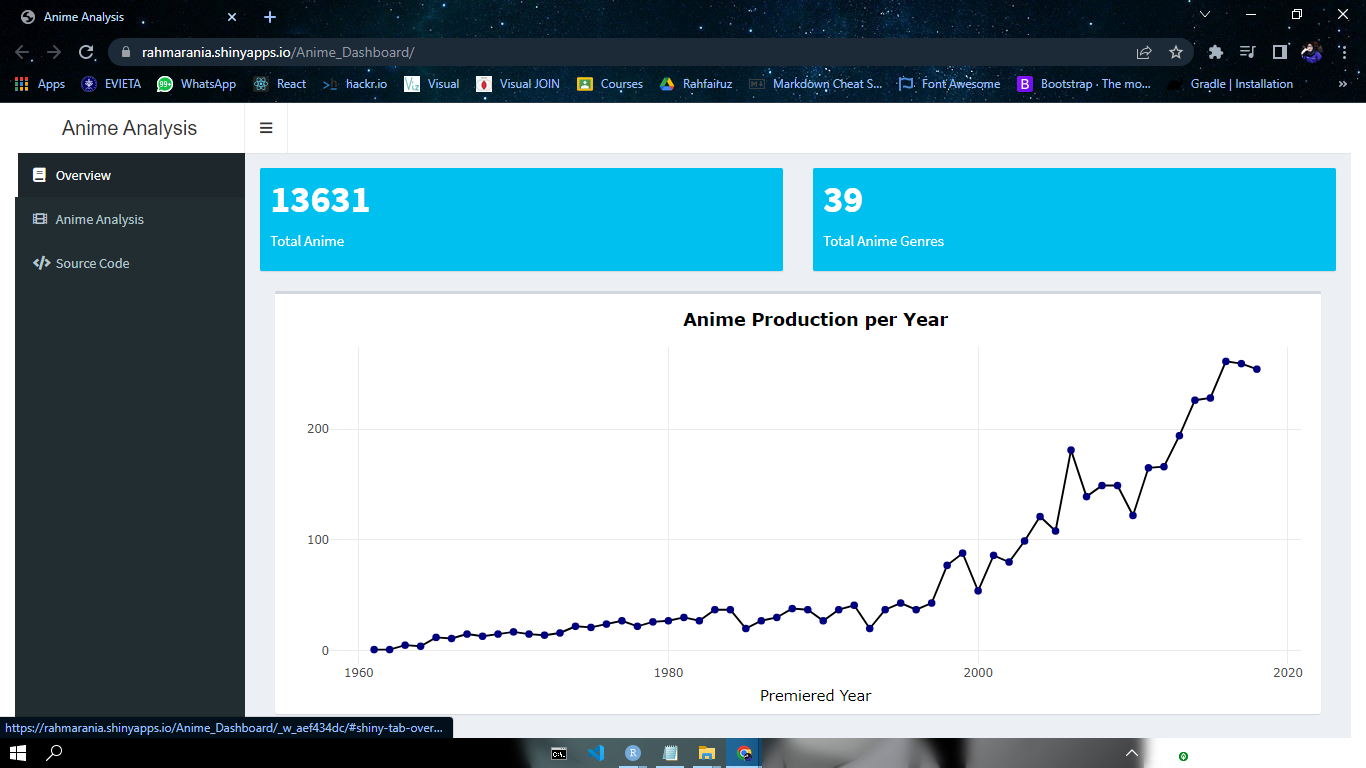 Anime Analysis
rahmarania.shinyapps.io/Anime_Dashboard/
Apps EVIETA WhatsApp React hackr.io Visual Visual JOIN Courses Rahfaituz Markdown Cheat S... Font Awesome Bootstrap · The mo... Gradle | Installation »
Anime Analysis
Overview
Anime Analysis
Source Code
13631
Total Anime
39
Total Anime Genres
Anime Production per Year
200
100
0
1960 1980 2000 2020
Premiered Year
https://rahmarania.shinyapps.io/Anime_Dashboard/_w_aef434dc/#shiny-tab-over...